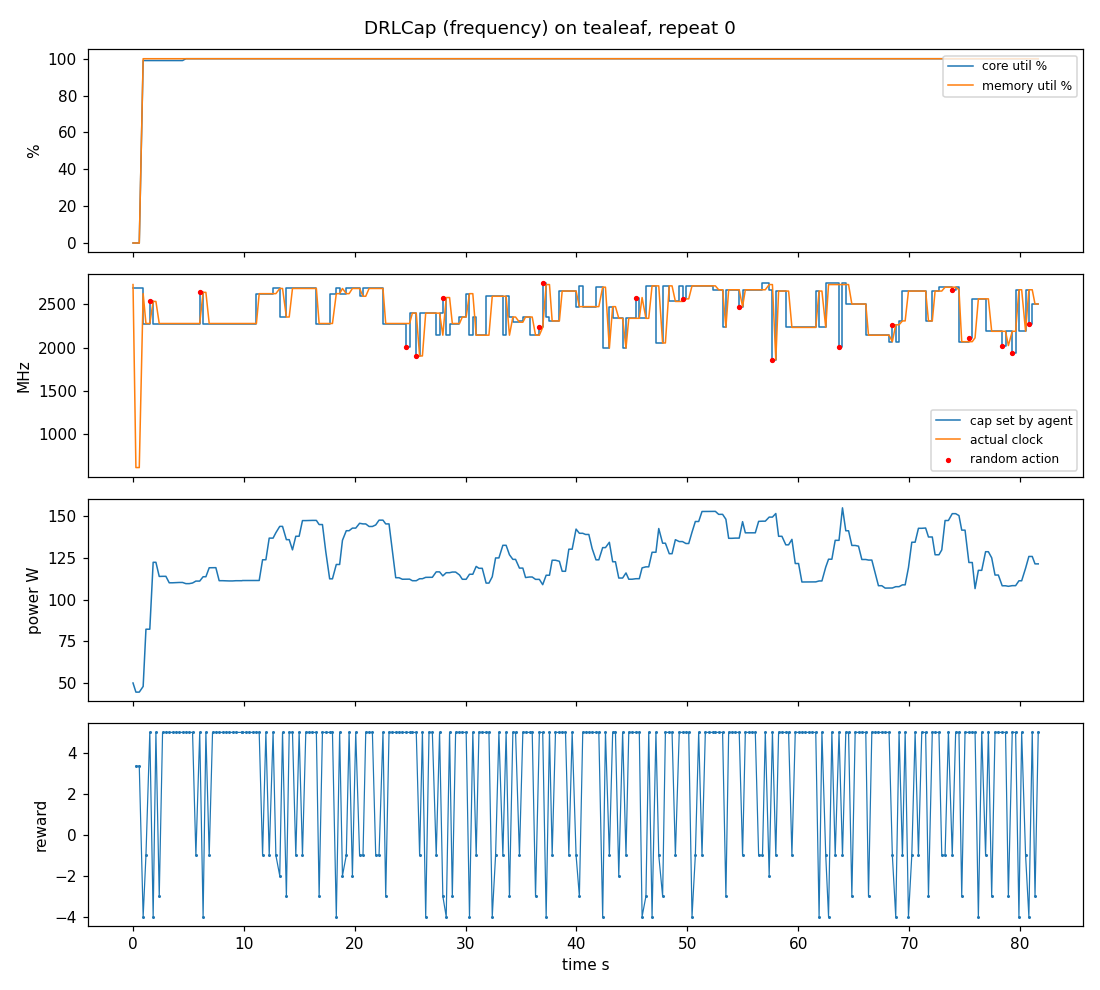 DRLCap (frequency) on tealeaf, repeat 0
100
80
60
40
20
0
%
core util %
memory util %
2500
2000
1500
1000
MHz
cap set by agent
actual clock
random action
150
125
100
75
50
power W
4
2
0
−2
−4
reward
0 10 20 30 40 50 60 70 80
time s